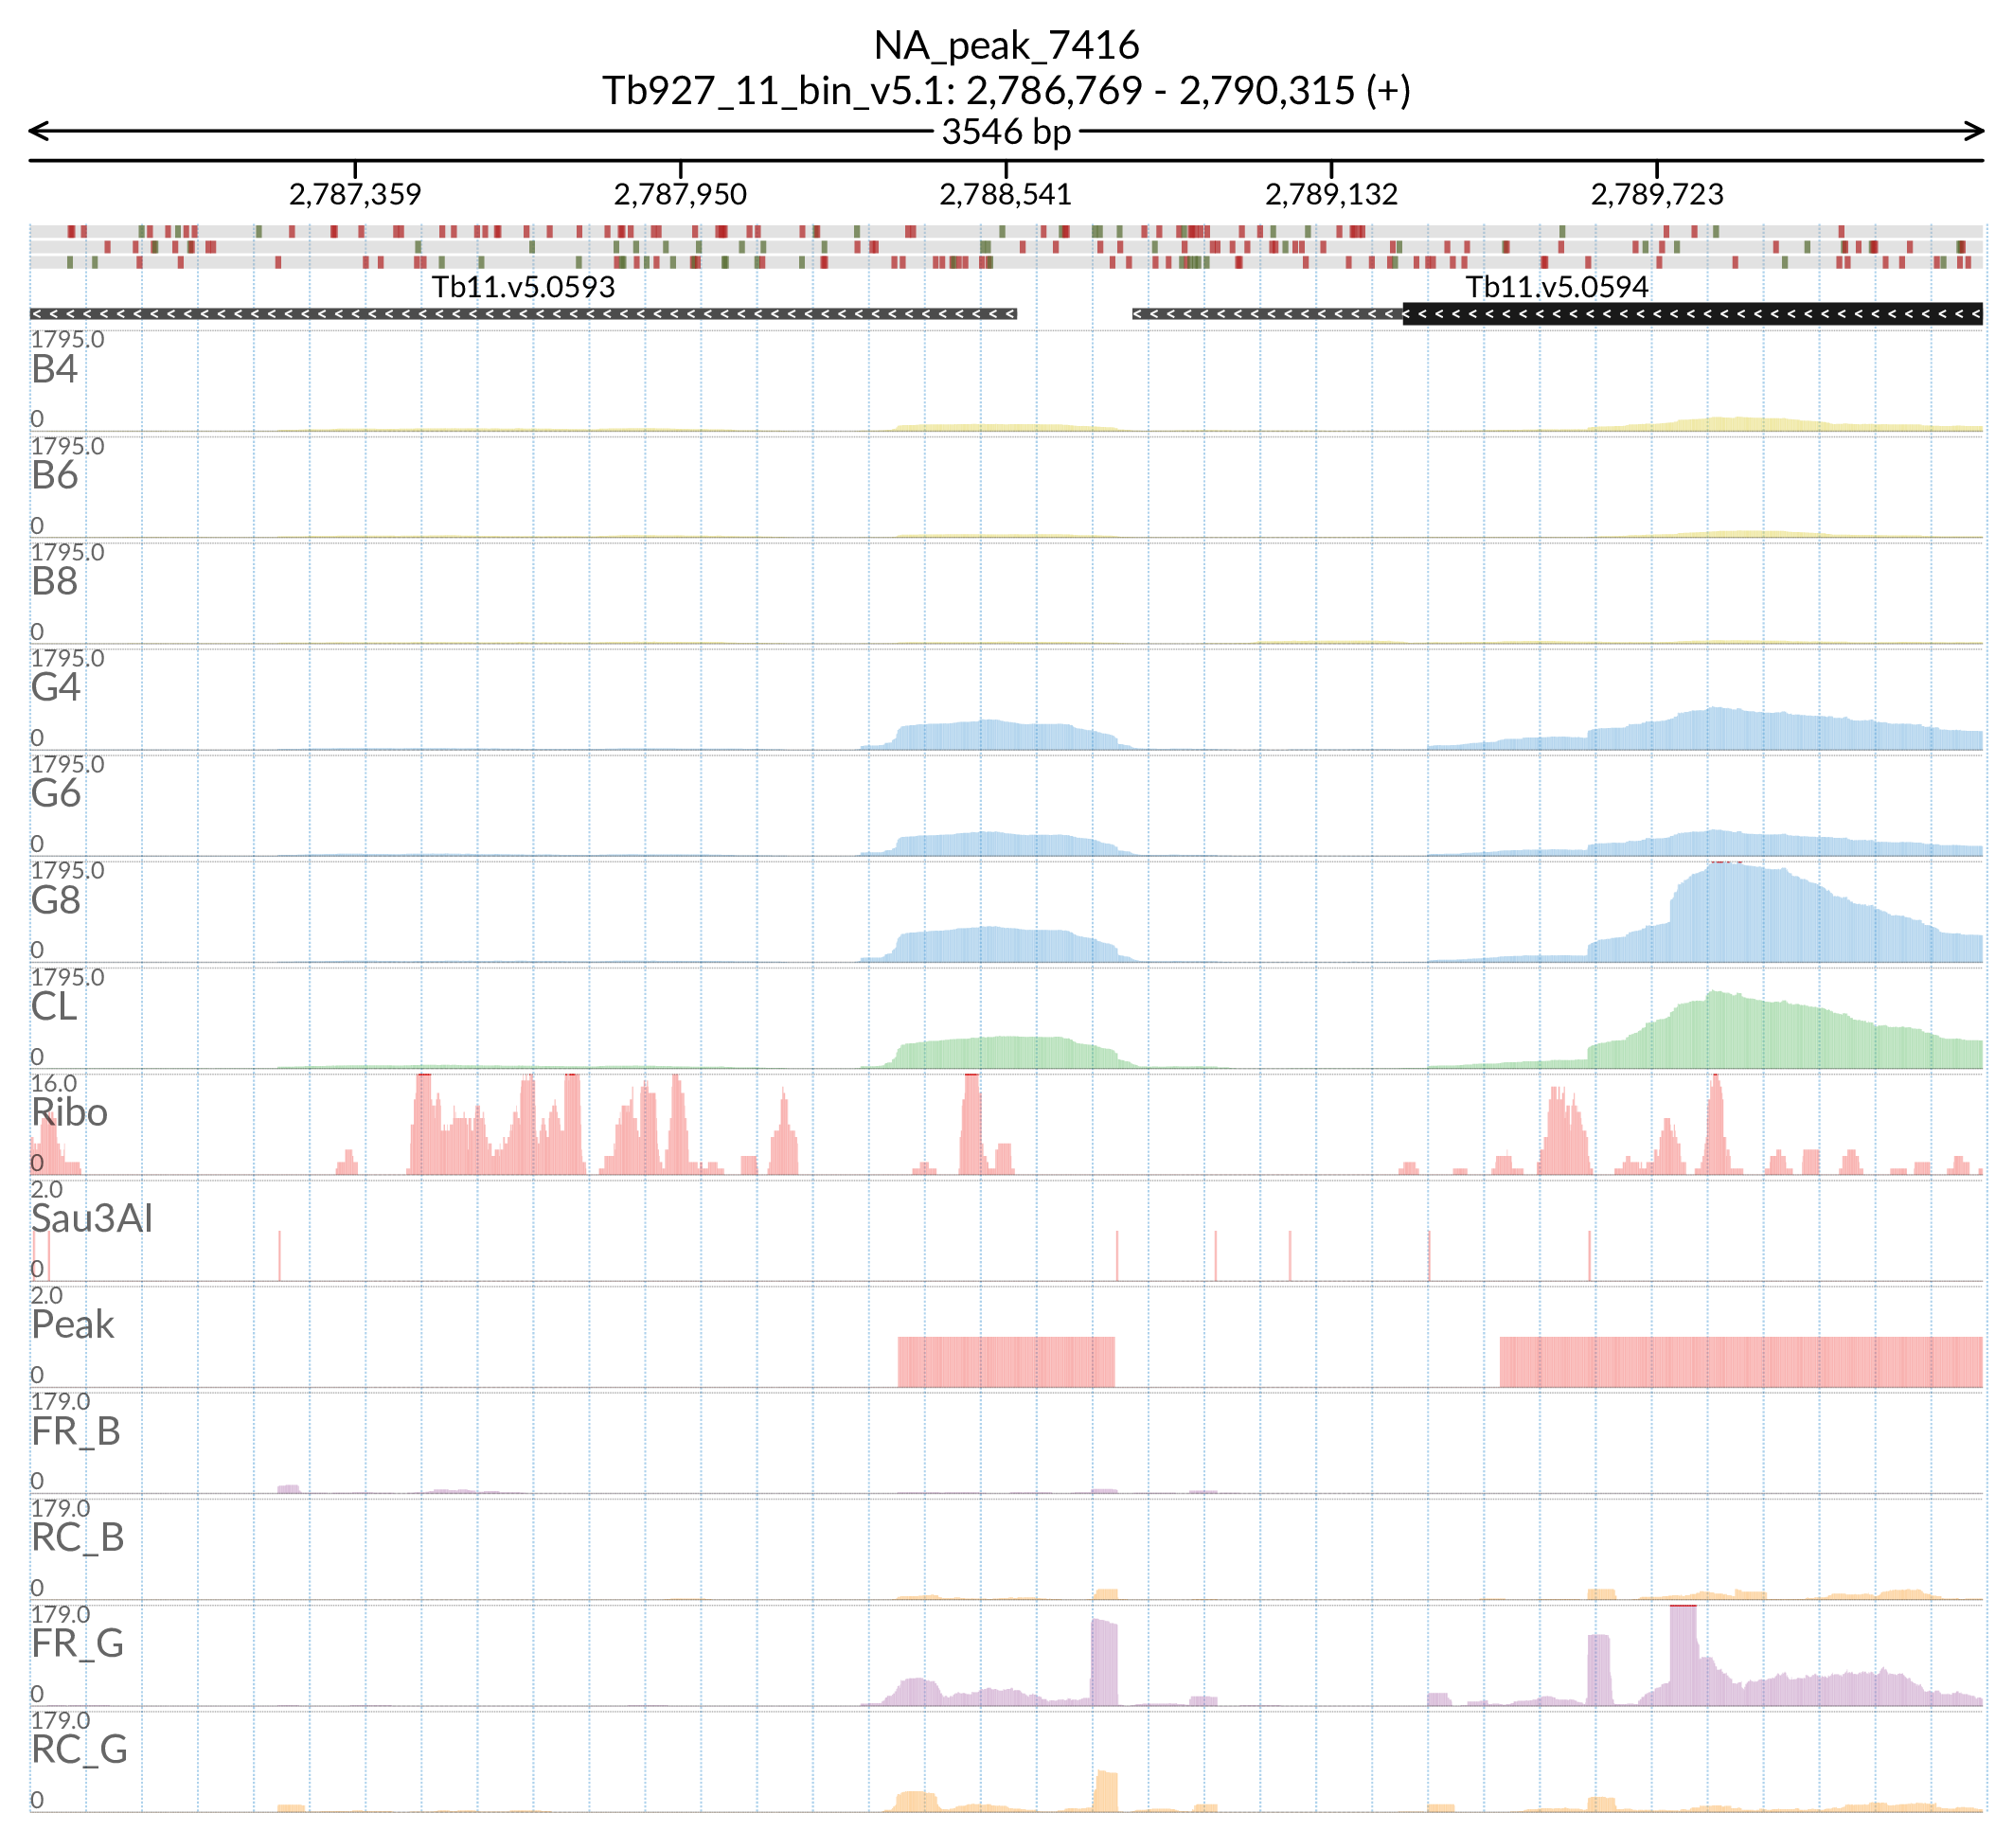 NA_peak_7416
Tb927_11_bin_v5.1: 2,786,769 - 2,790,315 (+)
3546 bp
2,787,359 2,787,950 2,788,541 2,789,132 2,789,723
Tb11.v5.0593 Tb11.v5.0594
1795.0
B4
0
1795.0
B6
0
1795.0
B8
0
1795.0
G4
0
1795.0
G6
0
1795.0
G8
0
1795.0
CL
0
16.0
Ribo
0
2.0
Sau3AI
0
2.0
Peak
0
179.0
FR_B
0
179.0
RC_B
0
179.0
FR_G
0
179.0
RC_G
0